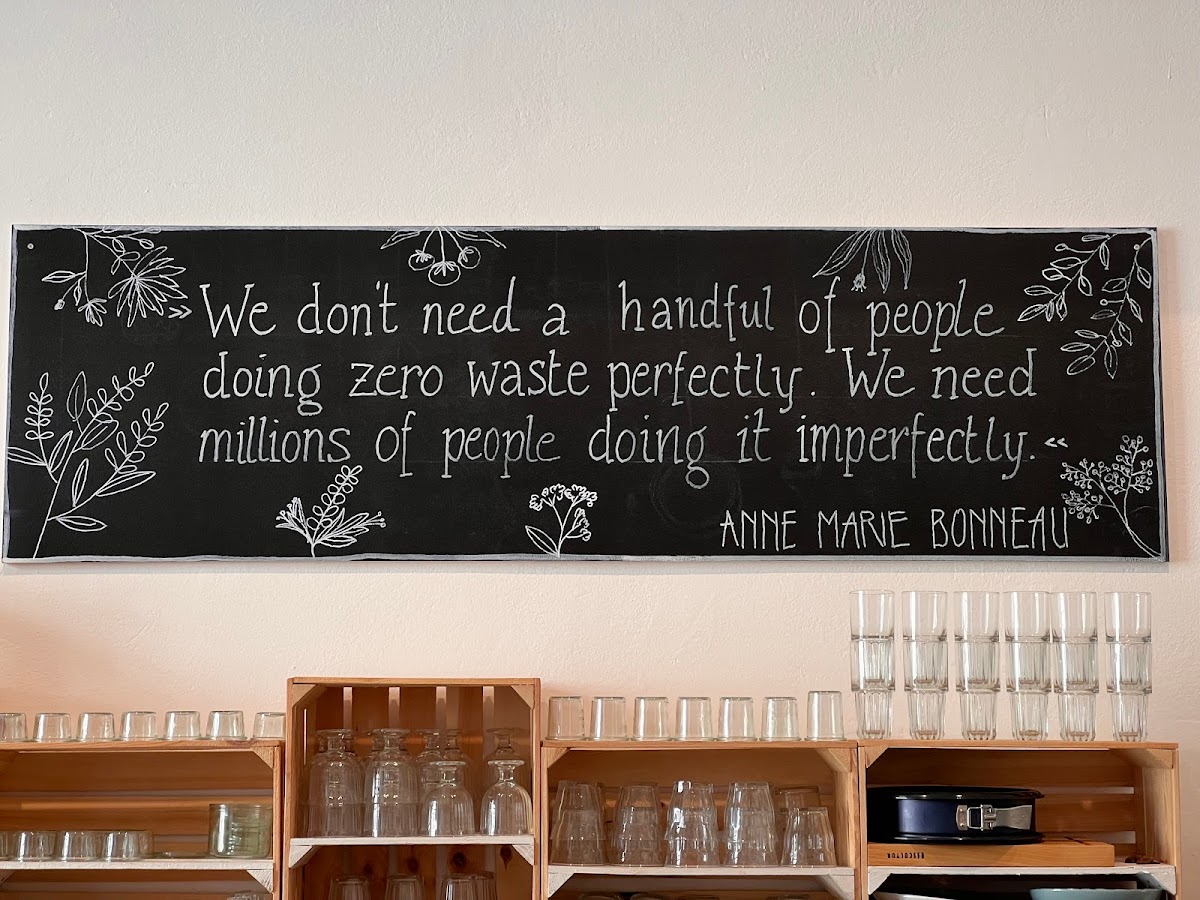 »We don't need a handful of people
doing zero waste perfectly. We need
millions of people doing it imperfectly.«
ANNE MARIE BONNEAU